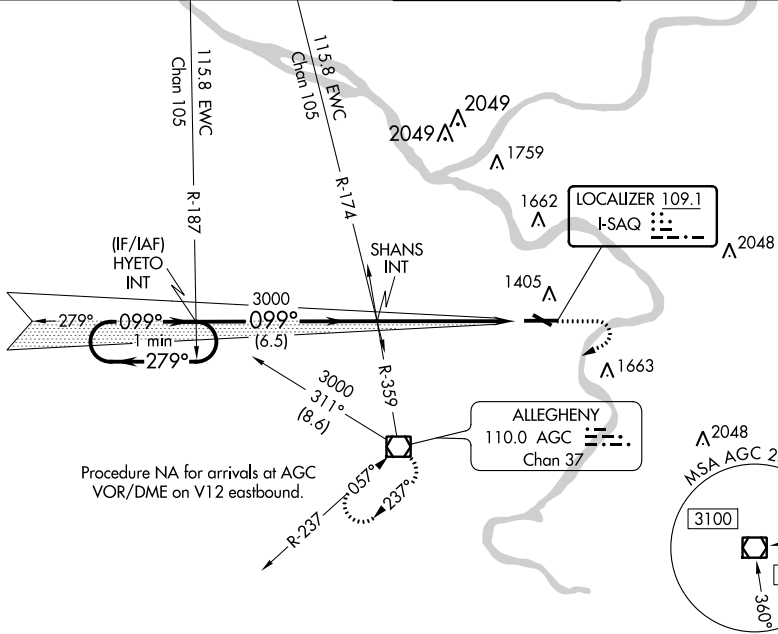 115.8 EWC
Chan 105
R-187
115.8 EWC
Chan 105
R-174
2049
2049
1759
1662
LOCALIZER 109.1
I-SAQ
2048
(IF/IAF)
HYETO
INT
SHANS
INT
1405
3000
279°
099°
099°
1 min
(6.5)
279°
3000
311°
(8.6)
R-359
1663
ALLEGHENY
110.0 AGC
Chan 37
2048
Procedure NA for arrivals at AGC
VOR/DME on V12 eastbound.
057°
237°
R-237
MSA AGC 2
3100
360°